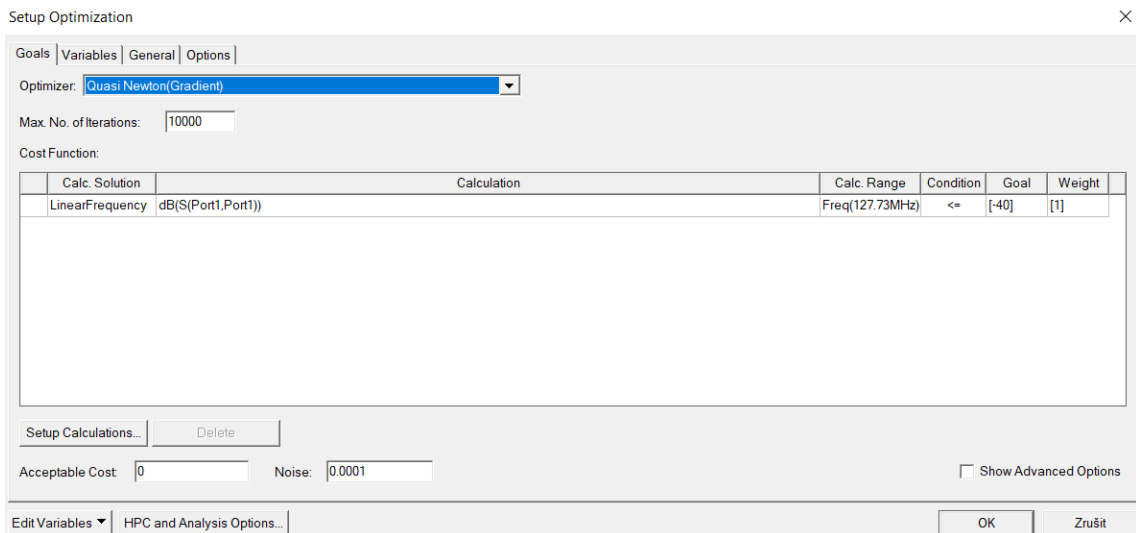 Setup Optimization
Goals Variables General Options
Optimizer: Quasi Newton(Gradient)
Max. No. of Iterations: 10000
Cost Function:
Calc. Solution Calculation Calc. Range Condition Goal Weight
LinearFrequency dB(S(Port1,Port1)) Freq(127.73MHz) <= [-40] [1]
Setup Calculations... Delete
Acceptable Cost: 0 Noise: 0.0001 Show Advanced Options
Edit Variables HPC and Analysis Options... OK Zrušit